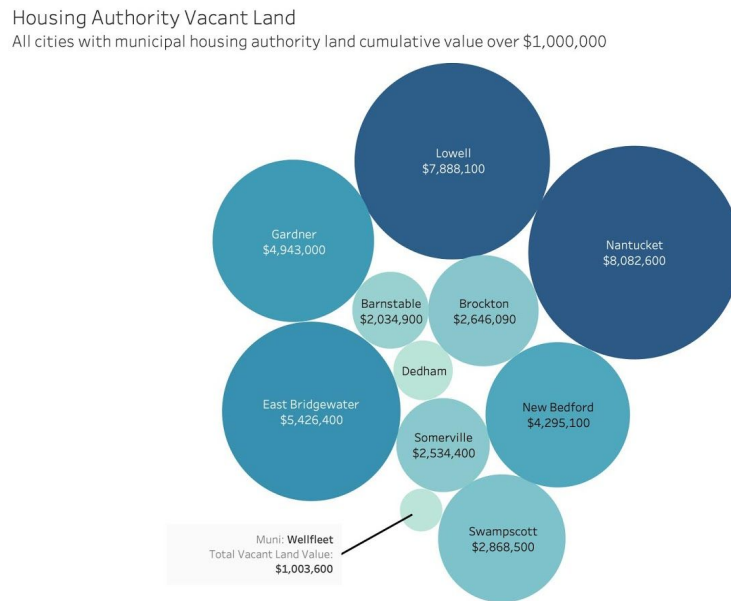 Housing Authority Vacant Land
All cities with municipal housing authority land cumulative value over $1,000,000
Lowell
$7,888,100
Gardner
$4,943,000
Nantucket
$8,082,600
Barnstable
$2,034,900
Brockton
$2,646,090
Dedham
East Bridgewater
$5,426,400
New Bedford
$4,295,100
Somerville
$2,534,400
Swampscott
$2,868,500
Muni: Wellfleet
Total Vacant Land Value:
$1,003,600